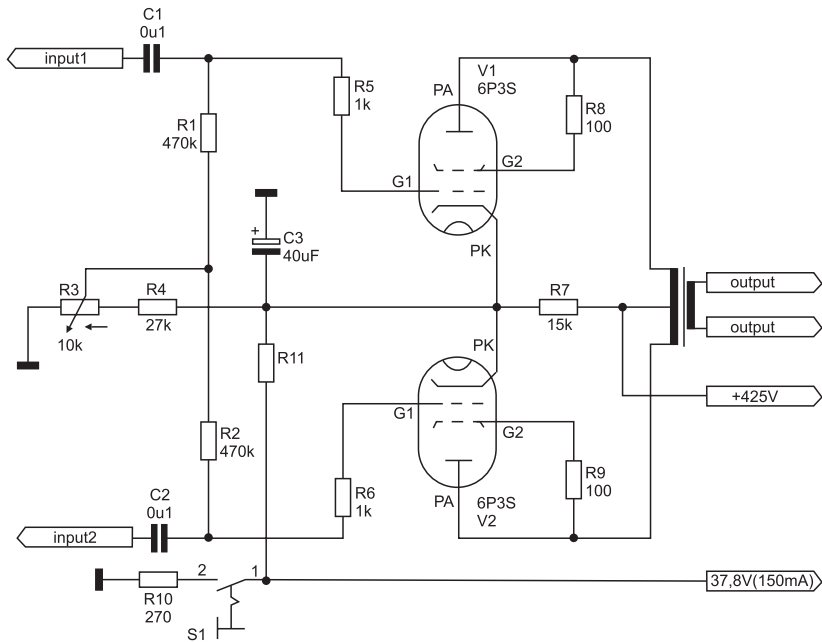 C1
0u1
input1
V1
6P3S
PA
R5
1k
R8
100
R1
470k
G2
G1
+
C3
40uF
PK
R3
R4
R7
output
27k
15k
output
10k
PK
R11
+425V
G1
R2
470k
G2
C2
0u1
R6
1k
R9
100
PA
6P3S
V2
input2
2
1
37,8V(150mA)
R10
270
S1